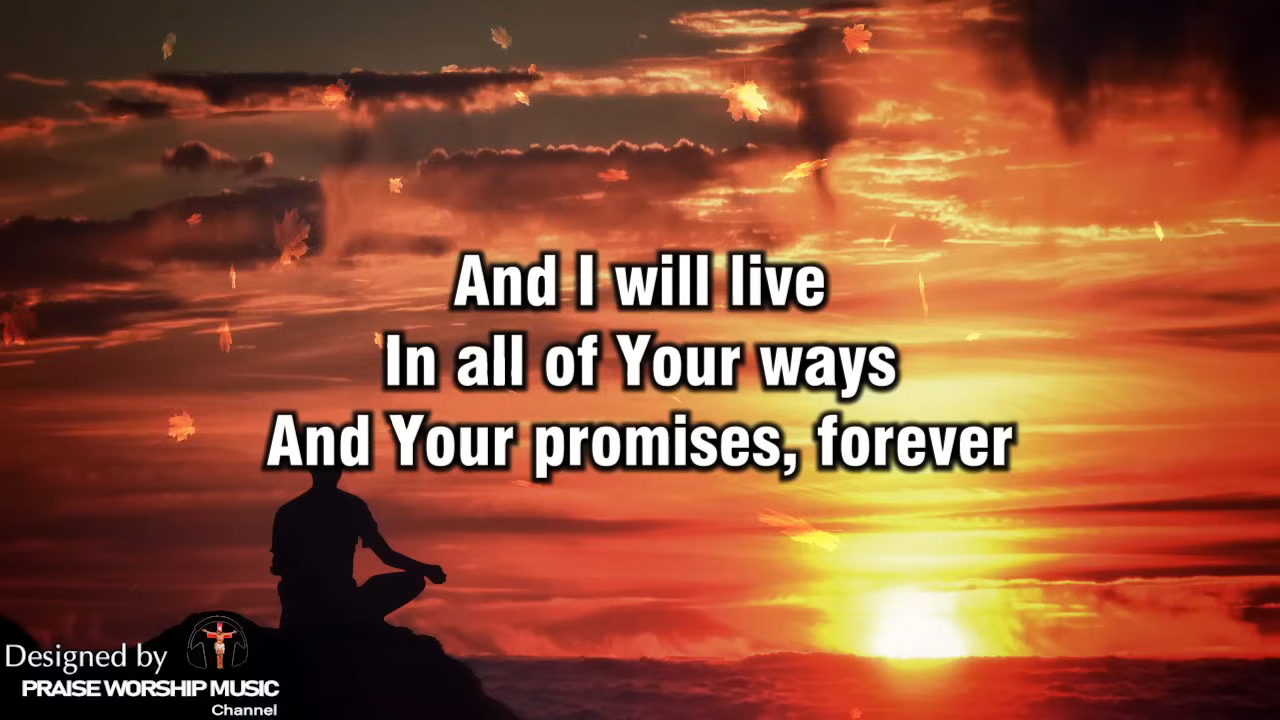 And I will live
In all of Your ways
And Your promises, forever
Designed by
PRAISE WORSHIP MUSIC
Channel